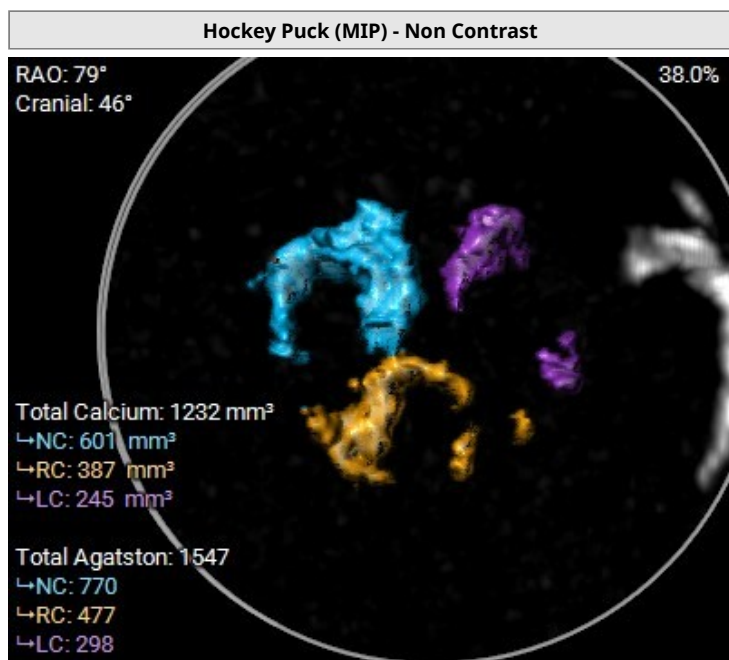 Hockey Puck (MIP) - Non Contrast
RAO: 79°
38.0%
Cranial: 46°
Total Calcium: 1232 mm³
↳NC: 601 mm³
↳RC: 387 mm³
↳LC: 245 mm³
Total Agatston: 1547
↳NC: 770
↳RC: 477
↳LC: 298